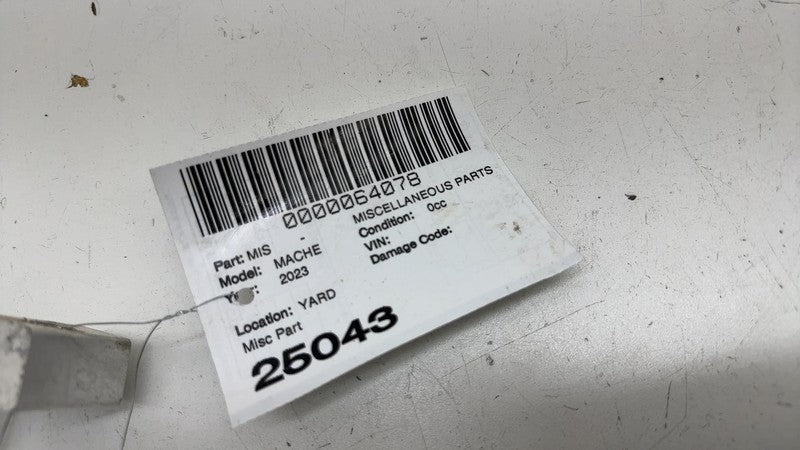 0000064078
Part: MIS - MISCELLANEOUS PARTS
Model: MACHE Condition: 0cc
Year: 2023 VIN:
Damage Code:
Location: YARD
Misc Part
25043